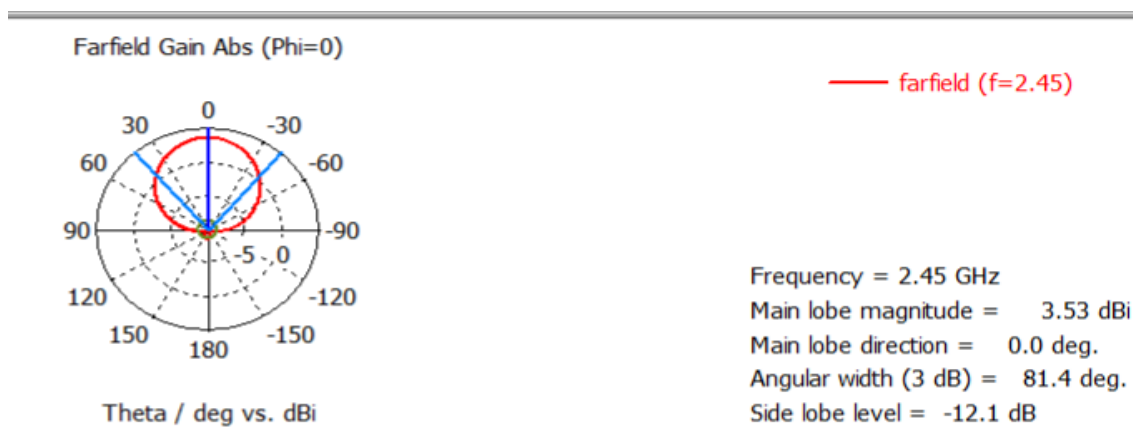 Farfield Gain Abs (Phi=0)
farfield (f=2.45)
0
30 -30
60 -60
90 -90
-5 0
120 -120
150 -150
180
Theta / deg vs. dBi
Frequency = 2.45 GHz
Main lobe magnitude = 3.53 dBi
Main lobe direction = 0.0 deg.
Angular width (3 dB) = 81.4 deg.
Side lobe level = -12.1 dB